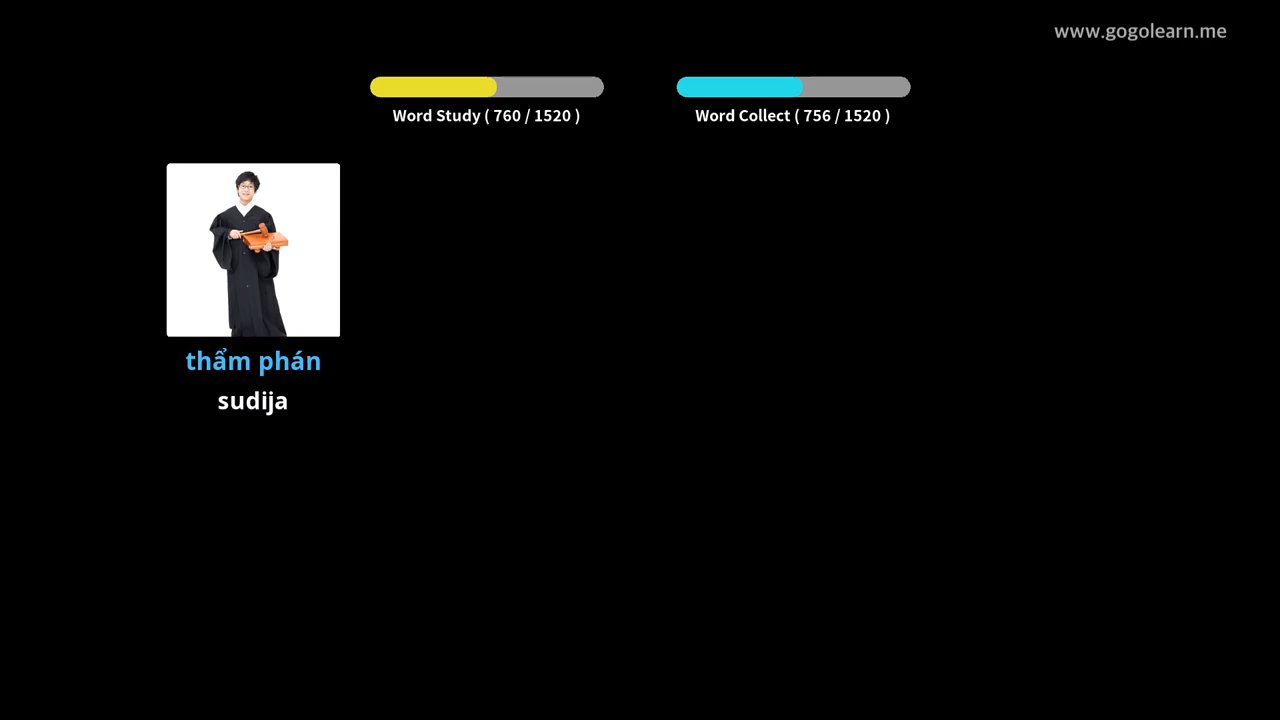 www.gogolearn.me
Word Study ( 760 / 1520 )
Word Collect ( 756 / 1520 )
thẩm phán
sudija